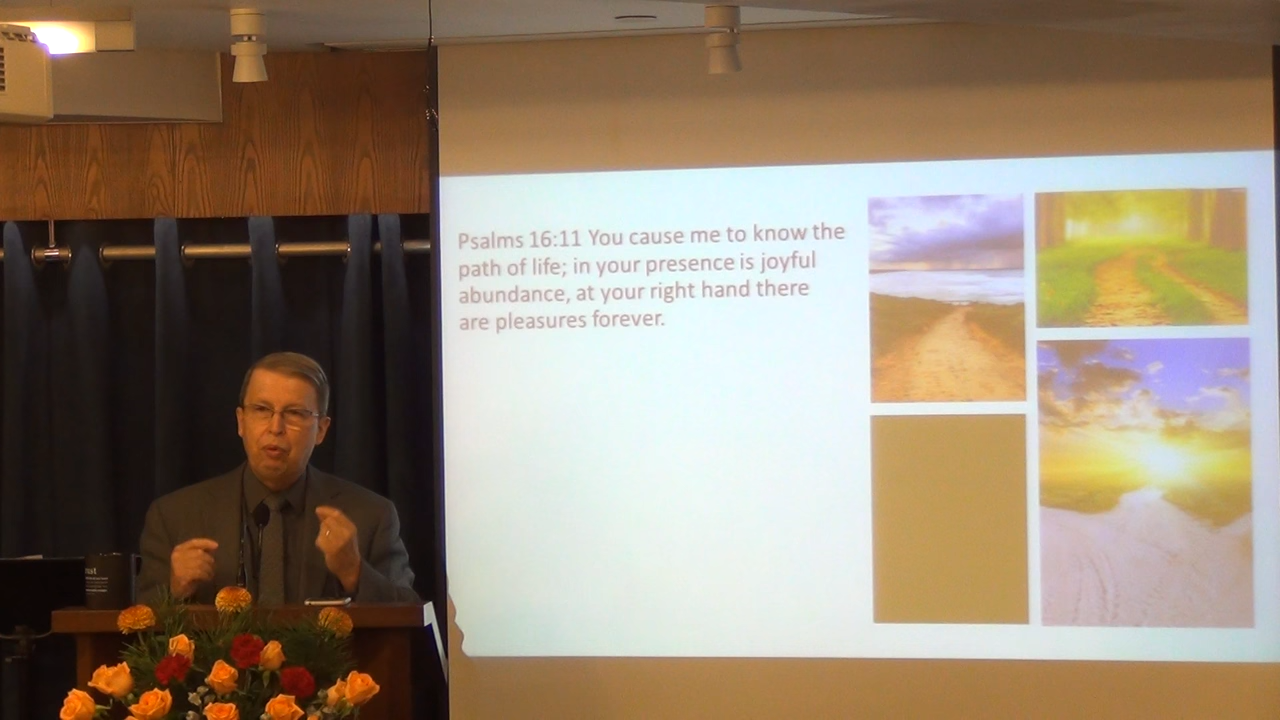 Psalms 16:11 You cause me to know the
path of life; in your presence is joyful
abundance, at your right hand there
are pleasures forever.